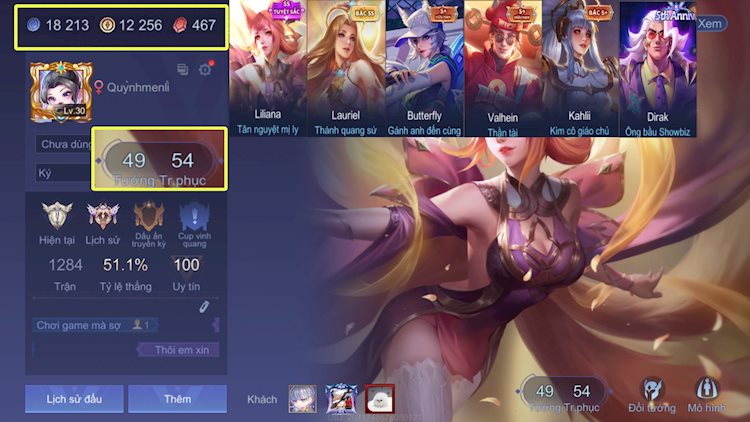 18 213 12 256 467
Xem
SS
TUYỆT SẮC
BẬC SS
S+
HỮU HẠN
S+
HỮU HẠN
BẬC S+
5th Anniv
Liliana
Tân nguyệt mị ly
Lauriel
Thánh quang sứ
Butterfly
Gánh anh đến cùng
Valhein
Thần tài
Kahlii
Kim cô giáo chủ
Dirak
Ông bầu Showbiz
Lv.30
Quỳnhmenlỉ
Chưa dùng
Ký
49 54
Tướng Tr.phục
Hiện tại
Lịch sử
Dấu ấn
truyền kỳ
Cup vinh
quang
1284
Trận
51.1%
Tỷ lệ thắng
100
Uy tín
Chơi game mà sợ 1
Thôi em xin
Lịch sử đấu
Thêm
Khách
49 54
Tướng Tr.phục
Đổi tướng
Mô hình